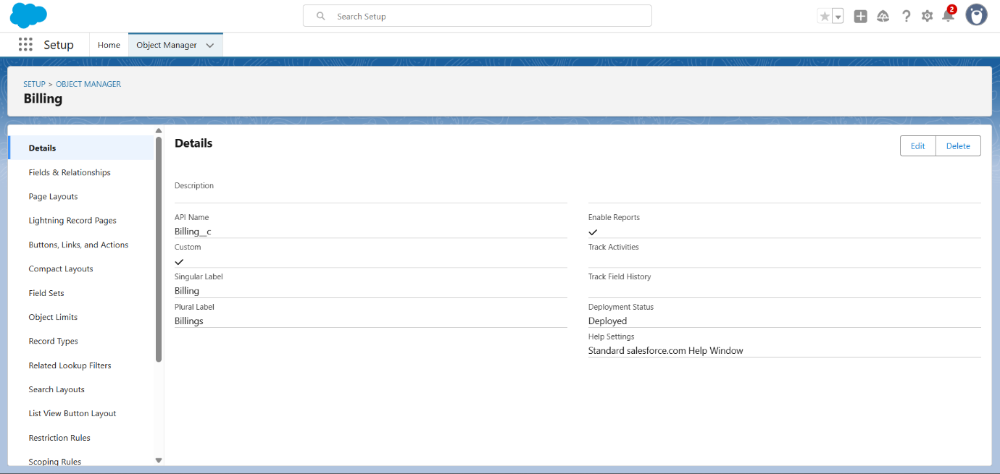 Search Setup
2
Setup
Home
Object Manager
SETUP > OBJECT MANAGER
Billing
Details
Fields & Relationships
Page Layouts
Lightning Record Pages
Buttons, Links, and Actions
Compact Layouts
Field Sets
Object Limits
Record Types
Related Lookup Filters
Search Layouts
List View Button Layout
Restriction Rules
Scoping Rules
Details
Edit
Delete
Description
API Name
Billing__c
Custom
Singular Label
Billing
Plural Label
Billings
Enable Reports
Track Activities
Track Field History
Deployment Status
Deployed
Help Settings
Standard salesforce.com Help Window